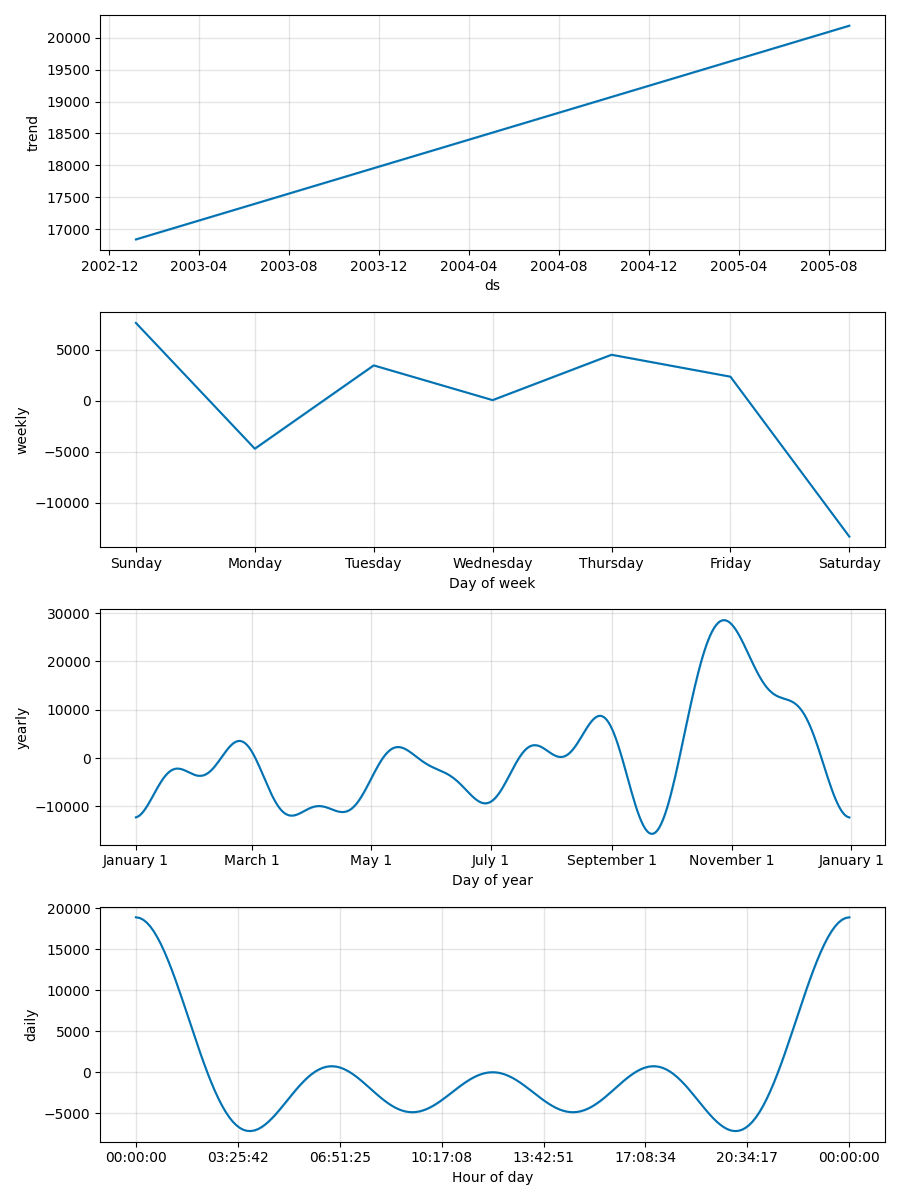 20000
19500
19000
18500
18000
17500
17000
trend
2002-12 2003-04 2003-08 2003-12 2004-04 2004-08 2004-12 2005-04 2005-08
ds
5000
0
−5000
−10000
weekly
Sunday Monday Tuesday Wednesday Thursday Friday Saturday
Day of week
30000
20000
10000
0
−10000
yearly
January 1 March 1 May 1 July 1 September 1 November 1 January 1
Day of year
20000
15000
10000
5000
0
−5000
daily
00:00:00 03:25:42 06:51:25 10:17:08 13:42:51 17:08:34 20:34:17 00:00:00
Hour of day